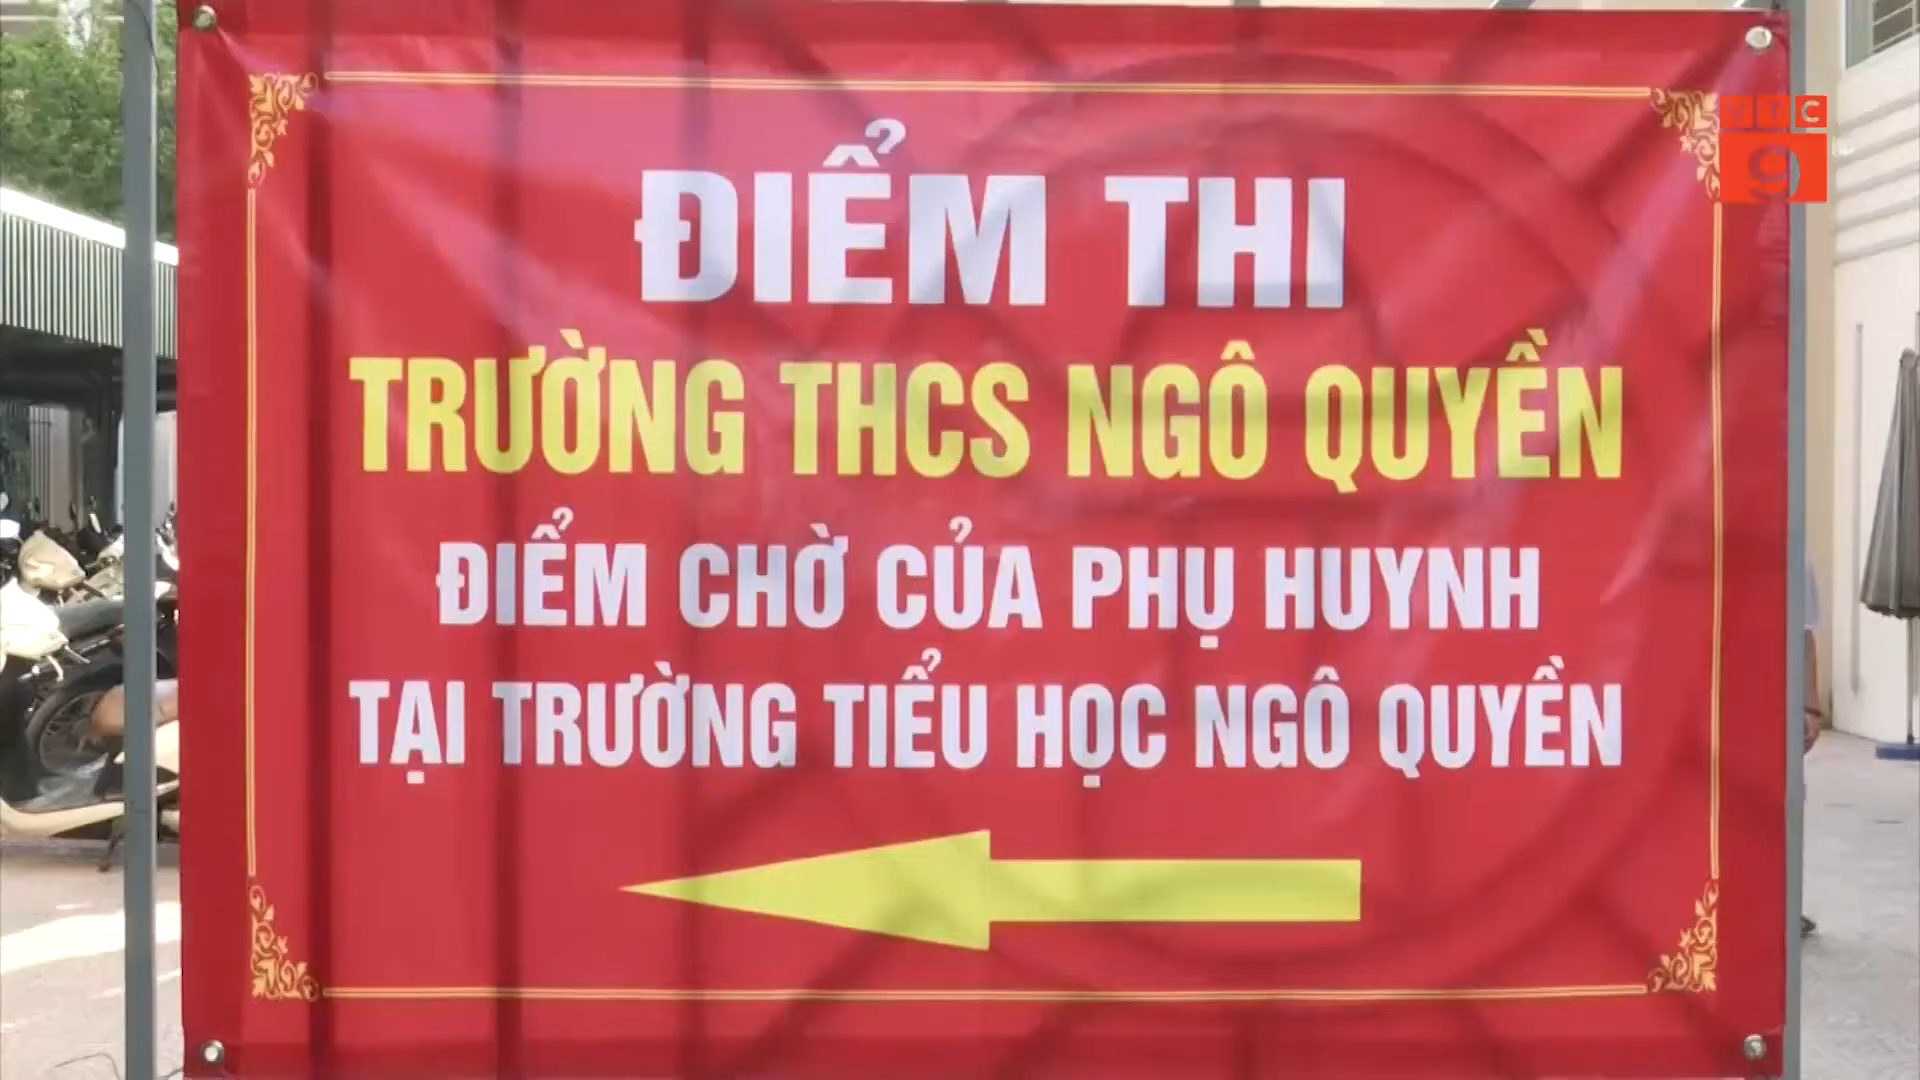 VTC
9
ĐIỂM THI
TRƯỜNG THCS NGÔ QUYỀN
ĐIỂM CHỜ CỦA PHỤ HUYNH
TẠI TRƯỜNG TIỂU HỌC NGÔ QUYỀN